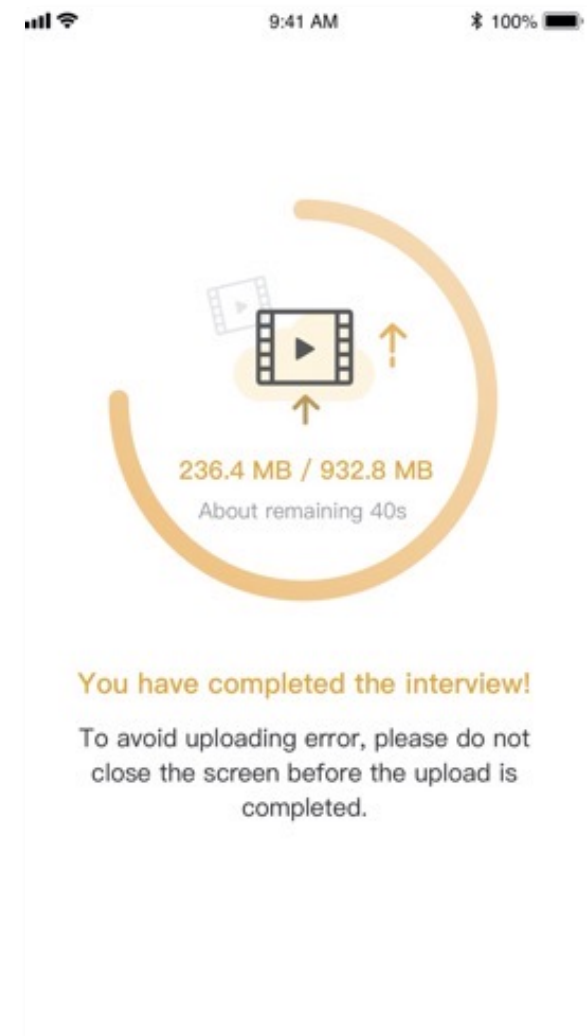 9:41 AM
100%
236.4 MB / 932.8 MB
About remaining 40s
You have completed the interview!
To avoid uploading error, please do not
close the screen before the upload is
completed.